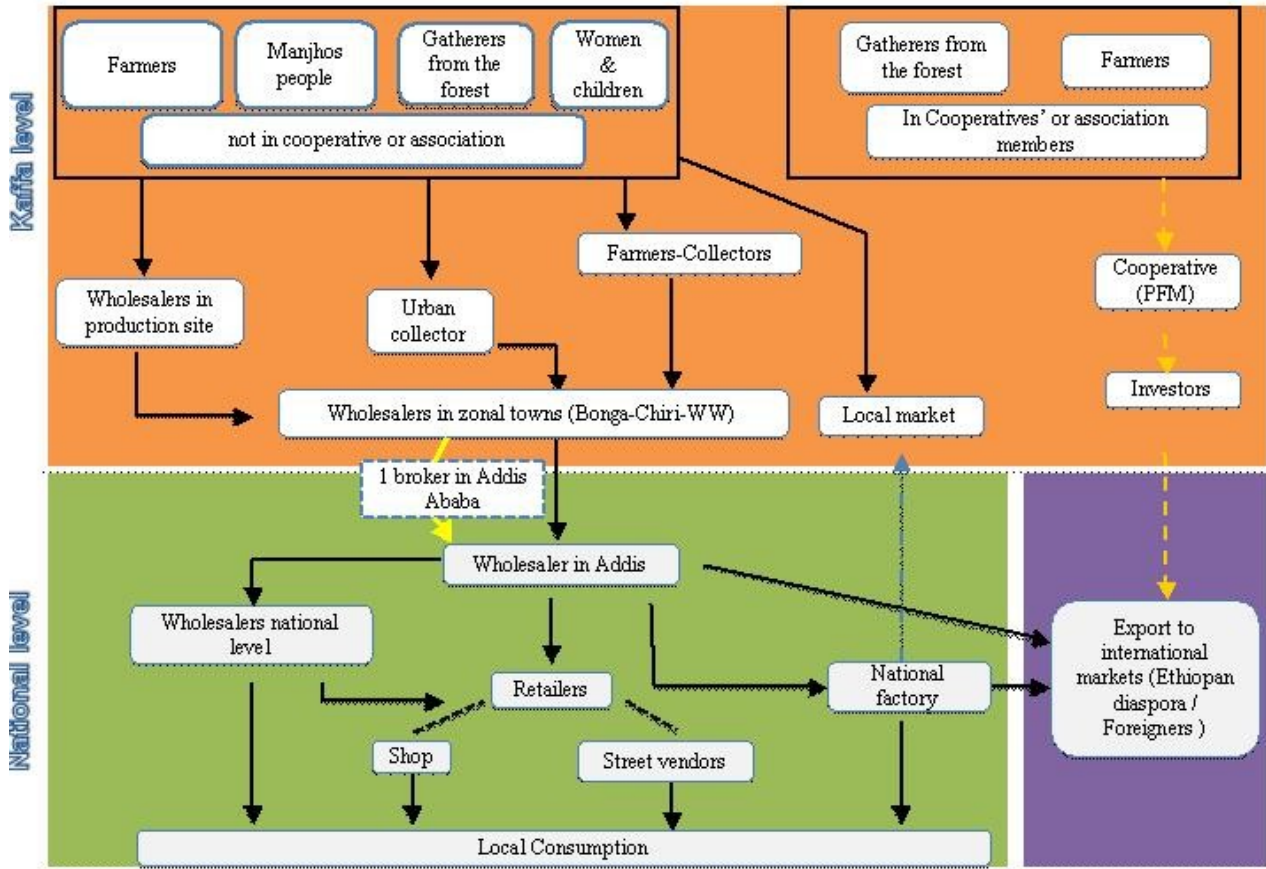 Kaffa level
Farmers
Manjhos
people
Gatherers
from the
forest
Women
&
children
not in cooperative or association
Gatherers from
the forest
Farmers
In Cooperatives’ or association
members
Wholesalers in
production site
Urban
collector
Farmers-Collectors
Cooperative
(PFM)
Investors
Wholesalers in zonal towns (Bonga-Chiri-WW)
Local market
National level
1 broker in Addis
Ababa
Wholesaler in Addis
Wholesalers national
level
Retailers
National
factory
Shop
Street vendors
Local Consumption
Export to
international
markets (Ethiopan
diaspora /
Foreigners )